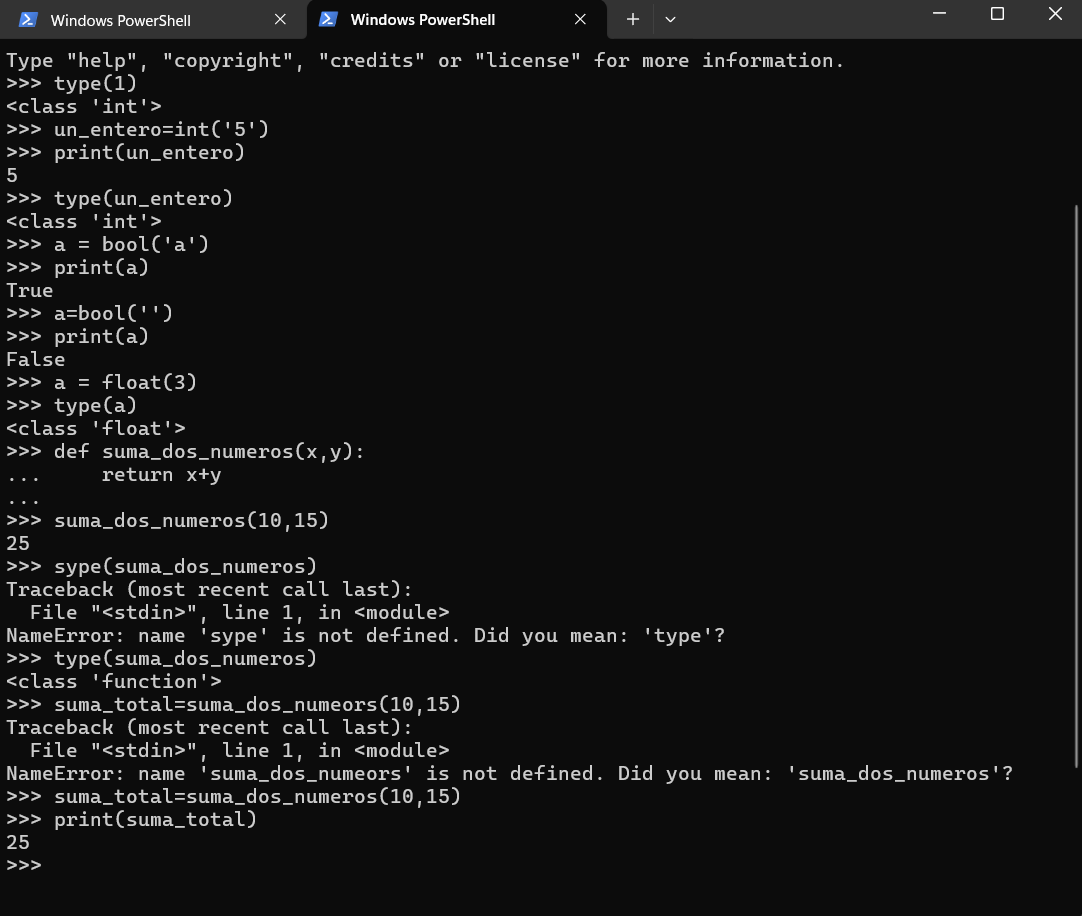 Windows PowerShell
Windows PowerShell
Type "help", "copyright", "credits" or "license" for more information.
>>> type(1)
<class 'int'>
>>> un_entero=int('5')
>>> print(un_entero)
5
>>> type(un_entero)
<class 'int'>
>>> a = bool('a')
>>> print(a)
True
>>> a=bool('')
>>> print(a)
False
>>> a = float(3)
>>> type(a)
<class 'float'>
>>> def suma_dos_numeros(x,y):
...     return x+y
...
>>> suma_dos_numeros(10,15)
25
>>> sype(suma_dos_numeros)
Traceback (most recent call last):
  File "<stdin>", line 1, in <module>
NameError: name 'sype' is not defined. Did you mean: 'type'?
>>> type(suma_dos_numeros)
<class 'function'>
>>> suma_total=suma_dos_numeors(10,15)
Traceback (most recent call last):
  File "<stdin>", line 1, in <module>
NameError: name 'suma_dos_numeors' is not defined. Did you mean: 'suma_dos_numeros'?
>>> suma_total=suma_dos_numeros(10,15)
>>> print(suma_total)
25
>>>